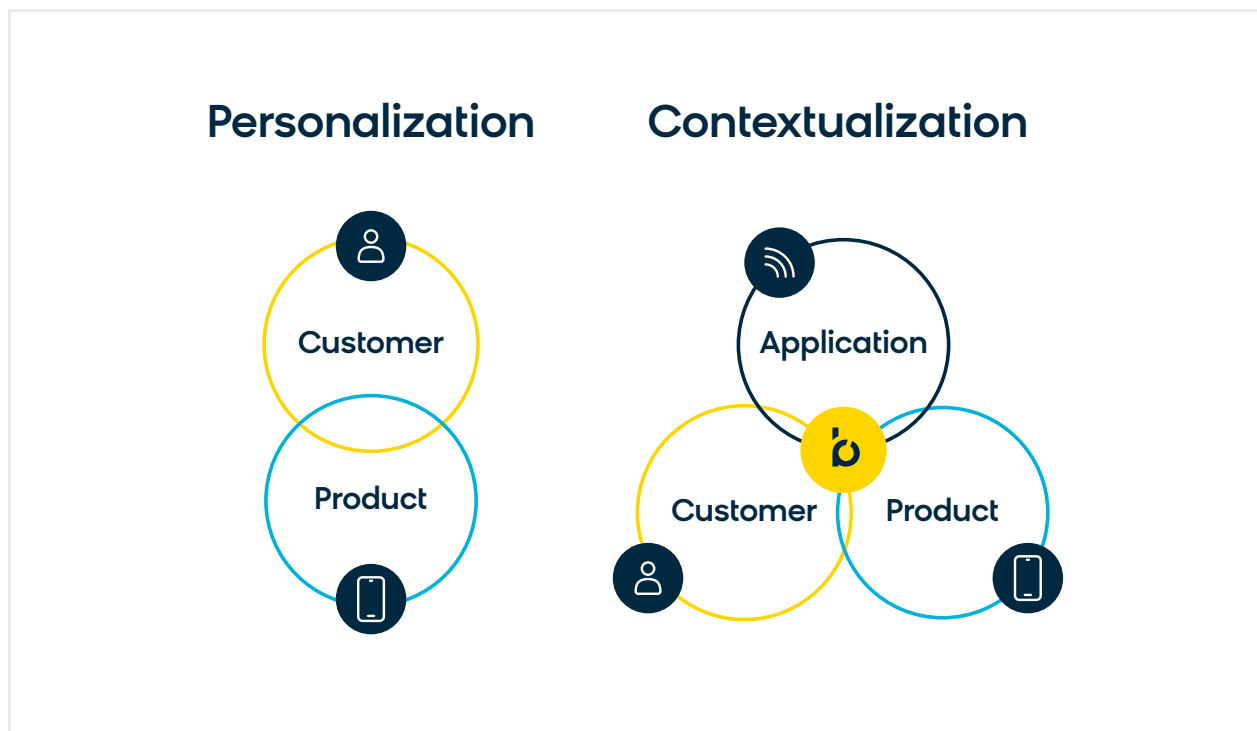 Personalization
Contextualization
Customer
Product
Application
Customer
Product
b